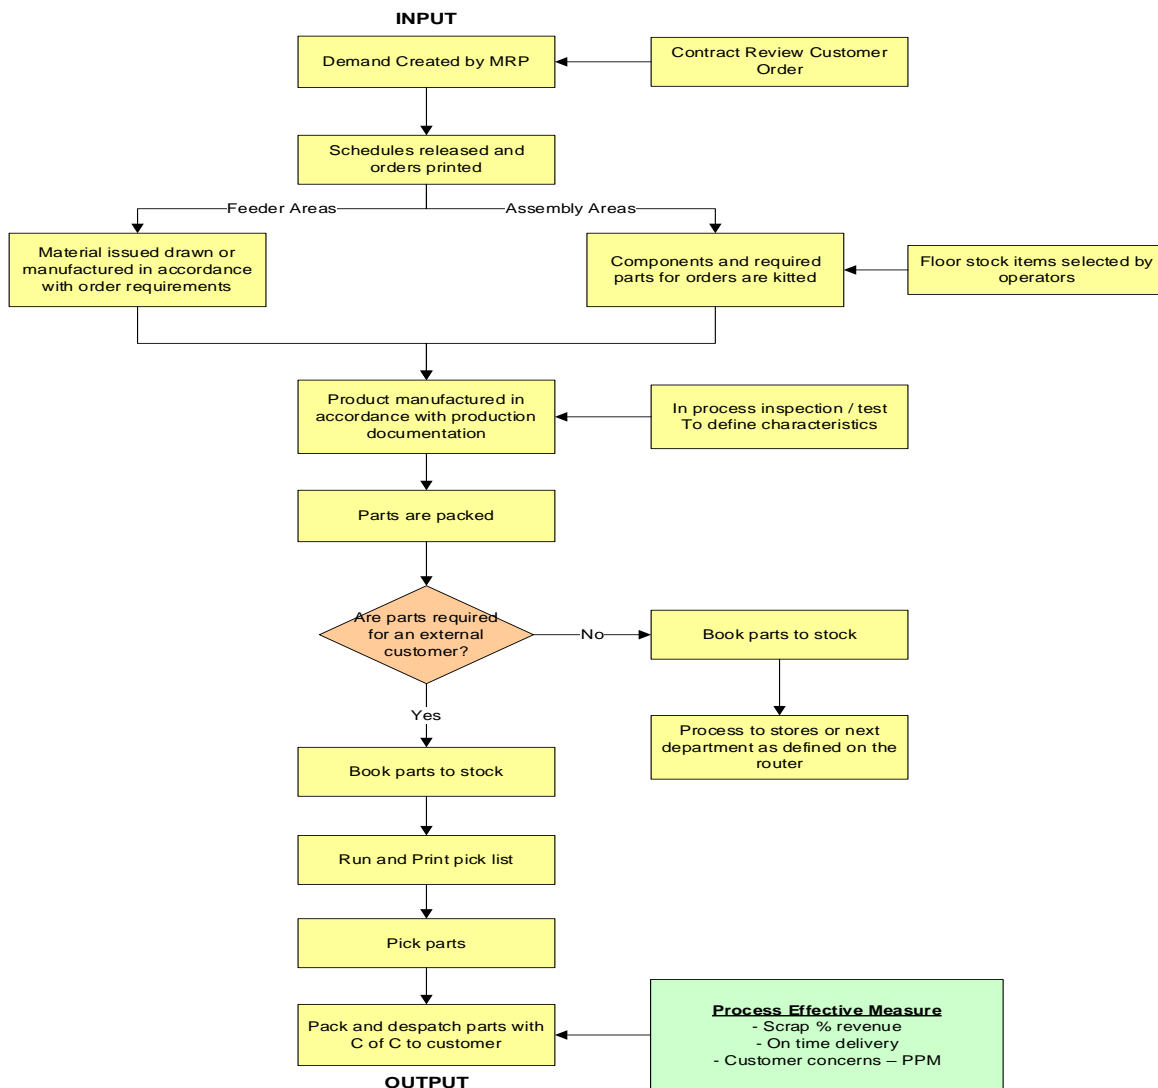 INPUT
Demand Created by MRP
Contract Review Customer
Order
Schedules released and
orders printed
Feeder Areas
Assembly Areas
Material issued drawn or
manufactured in accordance
with order requirements
Components and required
parts for orders are kitted
Floor stock items selected by
operators
Product manufactured in
accordance with production
documentation
In process inspection / test
To define characteristics
Parts are packed
Are parts required
for an external
customer?
No
Book parts to stock
Yes
Process to stores or next
department as defined on the
router
Book parts to stock
Run and Print pick list
Pick parts
Pack and despatch parts with
C of C to customer
Process Effective Measure
- Scrap % revenue
- On time delivery
- Customer concerns – PPM
OUTPUT